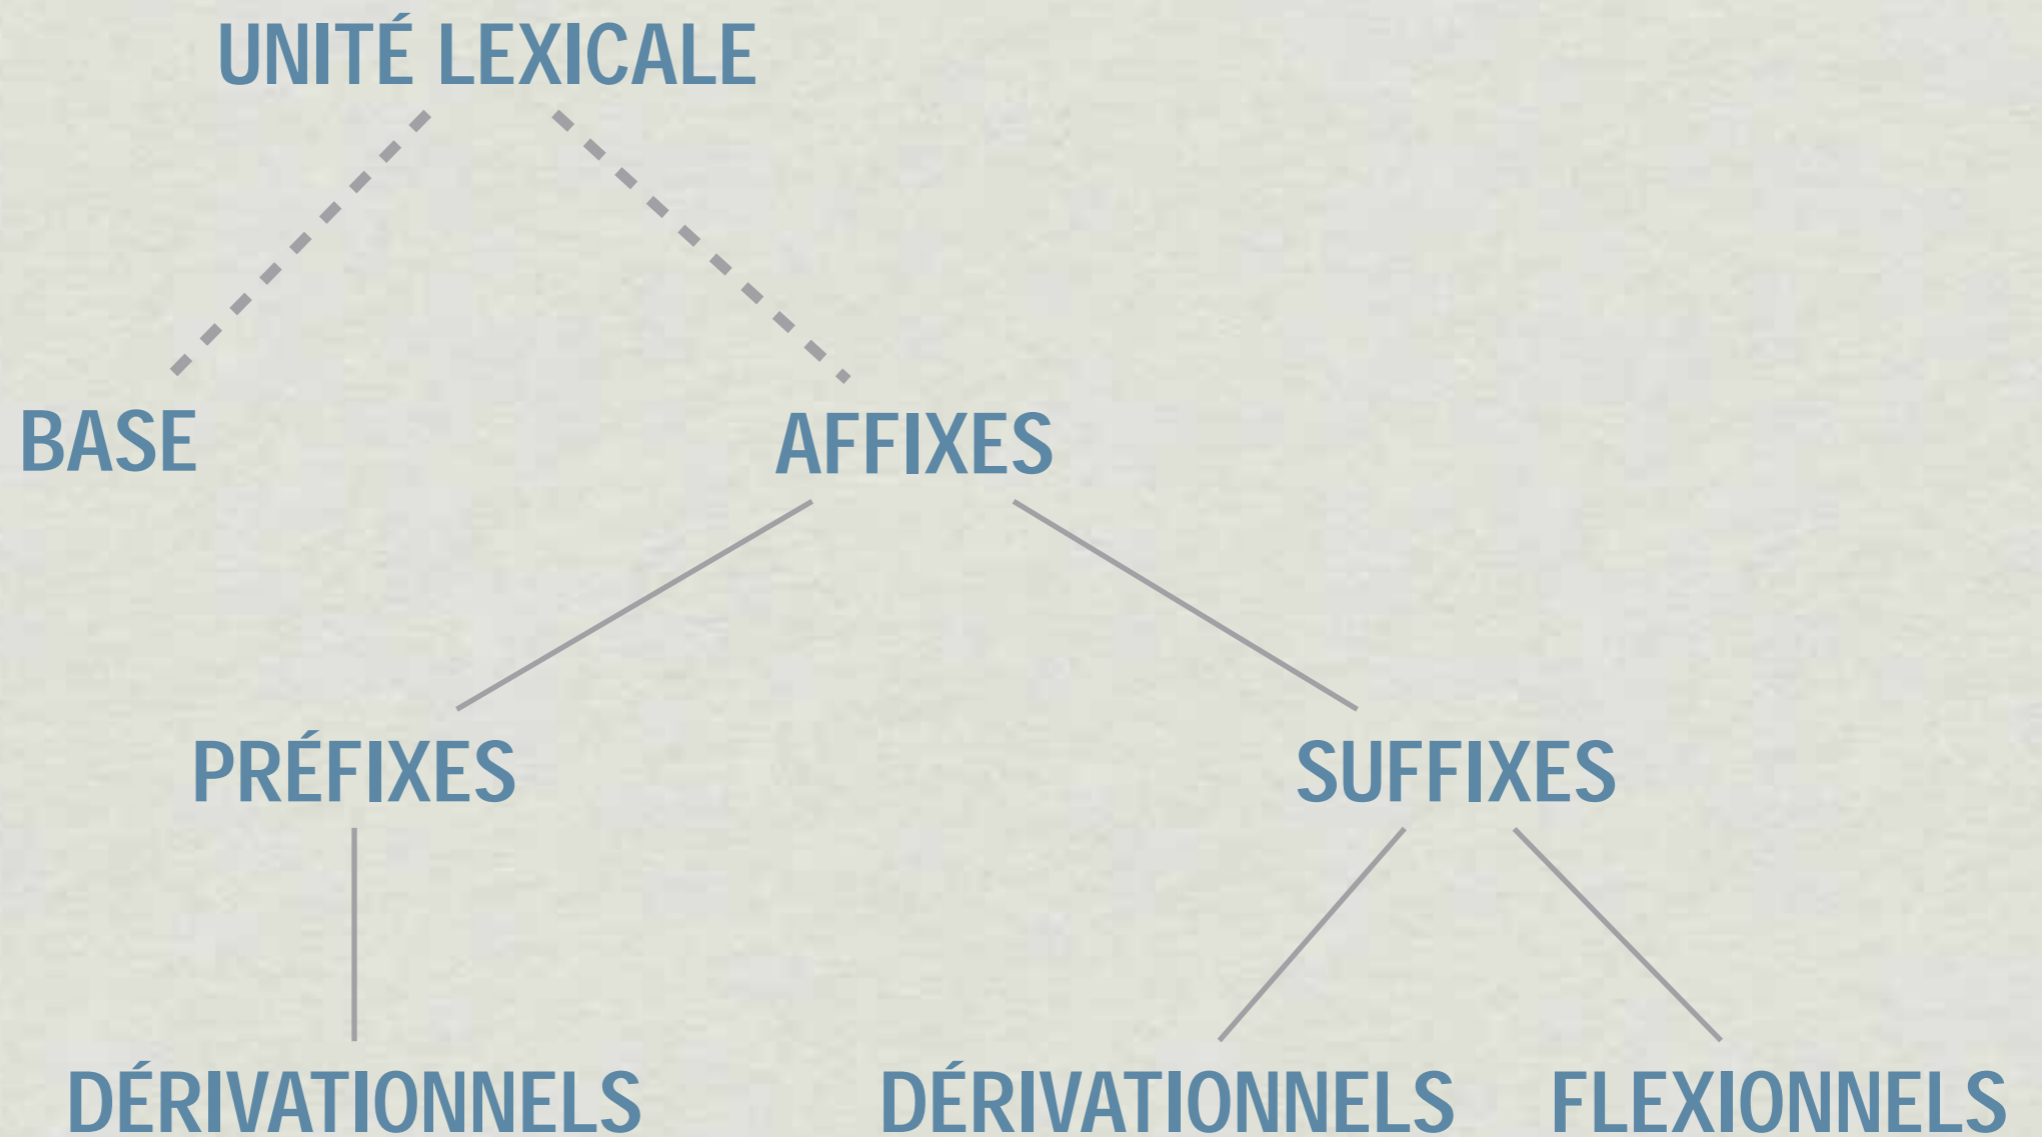 UNITÉ LEXICALE
BASE
AFFIXES
PRÉFIXES
SUFFIXES
DÉRIVATIONNELS
DÉRIVATIONNELS
FLEXIONNELS